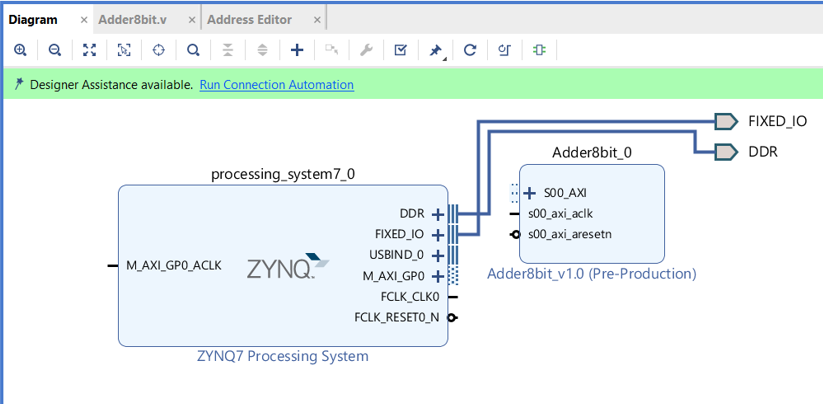 Diagram
Adder8bit.v
Address Editor
Designer Assistance available. Run Connection Automation
FIXED_IO
DDR
processing_system7_0
DDR
FIXED_IO
USBIND_0
M_AXI_GP0
FCLK_CLK0
FCLK_RESET0_N
M_AXI_GP0_ACLK
ZYNQ
ZYNQ7 Processing System
Adder8bit_0
S00_AXI
s00_axi_aclk
s00_axi_aresetn
Adder8bit_v1.0 (Pre-Production)